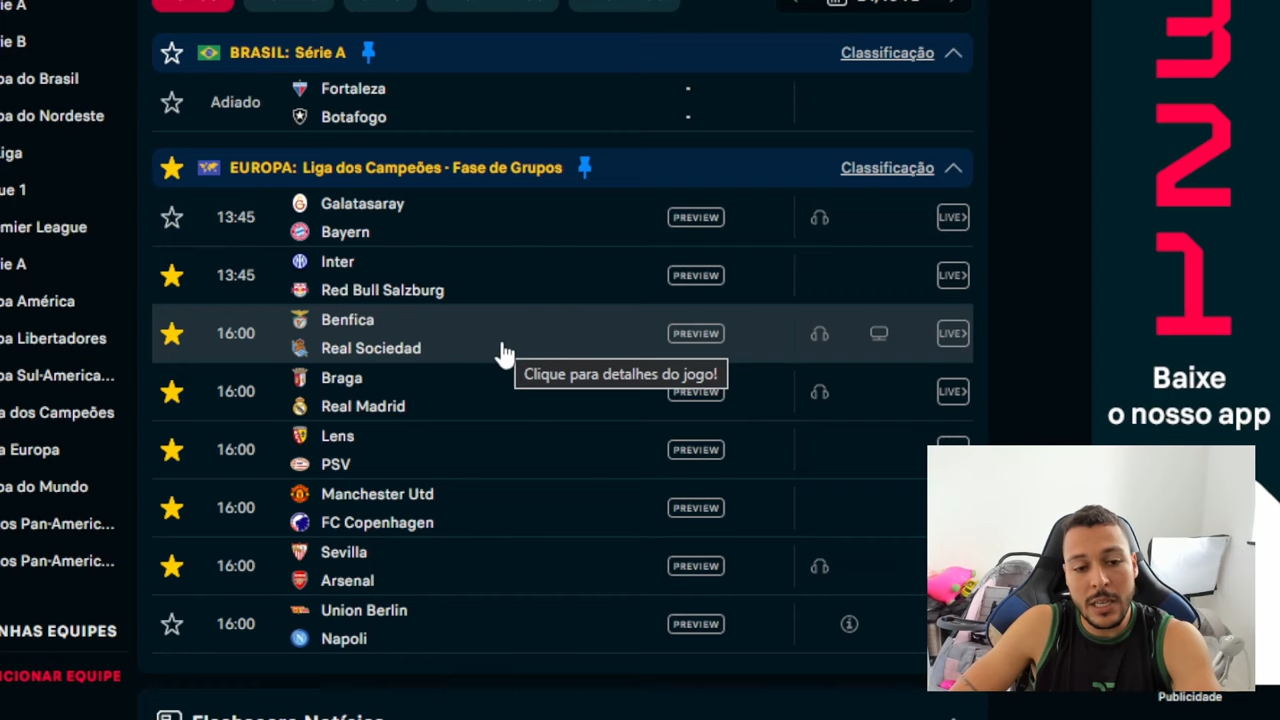 ie A
ie B
pa do Brasil
pa do Nordeste
Liga
ue 1
mier League
ie A
pa América
pa Libertadores
pa Sul-America...
a dos Campeões
a Europa
pa do Mundo
os Pan-Americ...
os Pan-Americ...
NHAS EQUIPES
ICIONAR EQUIPE
BRASIL: Série A
Classificação
Adiado
Fortaleza
-
Botafogo
-
EUROPA: Liga dos Campeões - Fase de Grupos
Classificação
13:45
Galatasaray
Bayern
PREVIEW
LIVE>
13:45
Inter
Red Bull Salzburg
PREVIEW
LIVE>
16:00
Benfica
Real Sociedad
PREVIEW
LIVE>
Clique para detalhes do jogo!
16:00
Braga
Real Madrid
PREVIEW
LIVE>
16:00
Lens
PSV
PREVIEW
16:00
Manchester Utd
FC Copenhagen
PREVIEW
16:00
Sevilla
Arsenal
PREVIEW
16:00
Union Berlin
Napoli
PREVIEW
Flashscore Notícias
Baixe
o nosso app
Publicidade